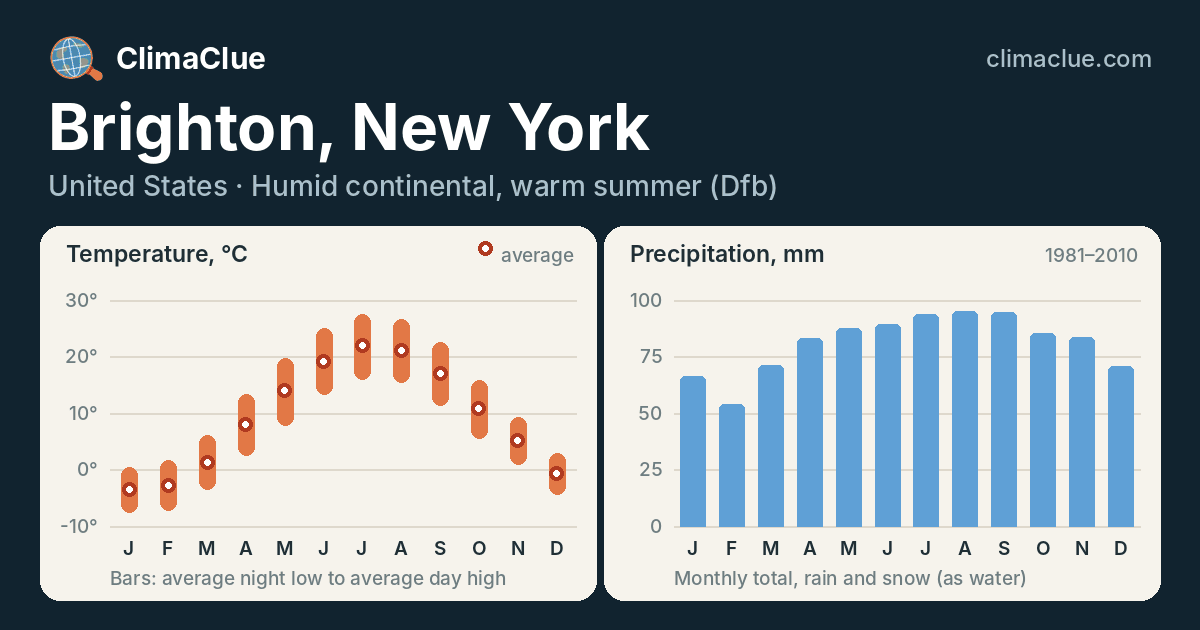 ClimaClue
climaclue.com
Brighton, New York
United States · Humid continental, warm summer (Dfb)
Temperature, °C
average
30°
20°
10°
0°
-10°
J F M A M J J A S O N D
Bars: average night low to average day high
Precipitation, mm
1981–2010
100
75
50
25
0
J F M A M J J A S O N D
Monthly total, rain and snow (as water)